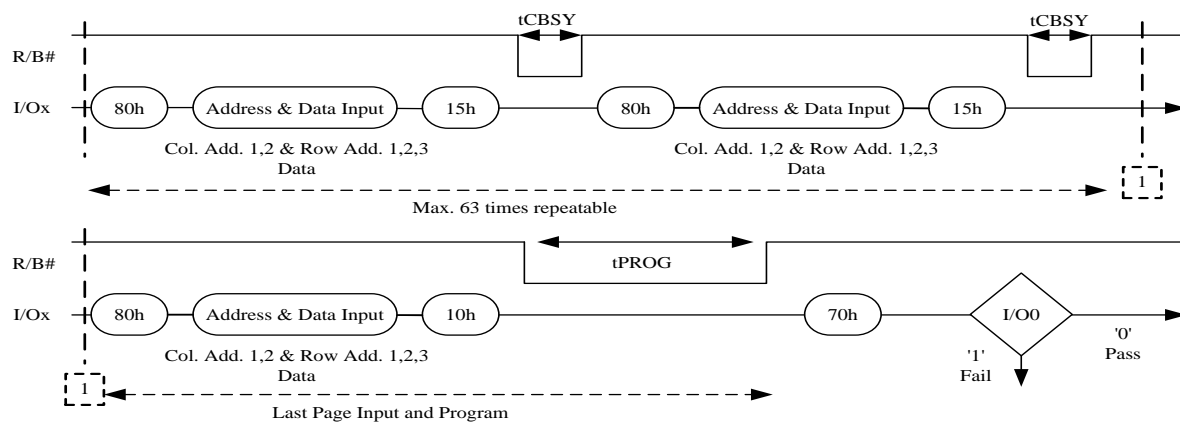 tCBSY tCBSY
R/B#
I/Ox 80h Address & Data Input 15h 80h Address & Data Input 15h
Col. Add. 1,2 & Row Add. 1,2,3 Col. Add. 1,2 & Row Add. 1,2,3
Data Data
1
Max. 63 times repeatable
R/B#
tPROG
I/Ox 80h Address & Data Input 10h 70h I/O0
'0'
Pass
Col. Add. 1,2 & Row Add. 1,2,3
Data
'1'
Fail
1
Last Page Input and Program